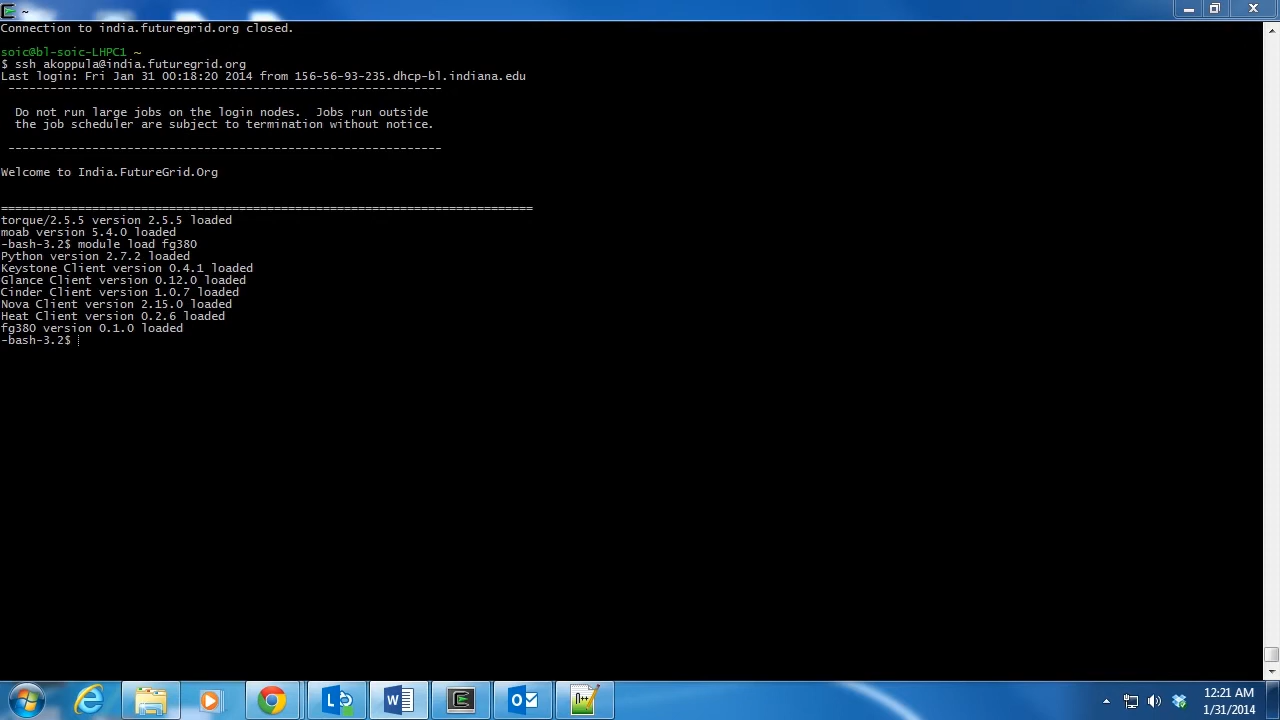 ~
Connection to india.futuregrid.org closed.
soic@bl-soic-LHPC1 ~
$ ssh akoppula@india.futuregrid.org
Last login: Fri Jan 31 00:18:20 2014 from 156-56-93-235.dhcp-bl.indiana.edu
--------------------------------------------------------------
Do not run large jobs on the login nodes.  Jobs run outside
the job scheduler are subject to termination without notice.
--------------------------------------------------------------
Welcome to India.FutureGrid.Org
============================================================================
torque/2.5.5 version 2.5.5 loaded
moab version 5.4.0 loaded
-bash-3.2$ module load fg380
Python version 2.7.2 loaded
Keystone Client version 0.4.1 loaded
Glance Client version 0.12.0 loaded
Cinder Client version 1.0.7 loaded
Nova Client version 2.15.0 loaded
Heat Client version 0.2.6 loaded
fg380 version 0.1.0 loaded
-bash-3.2$
12:21 AM
1/31/2014